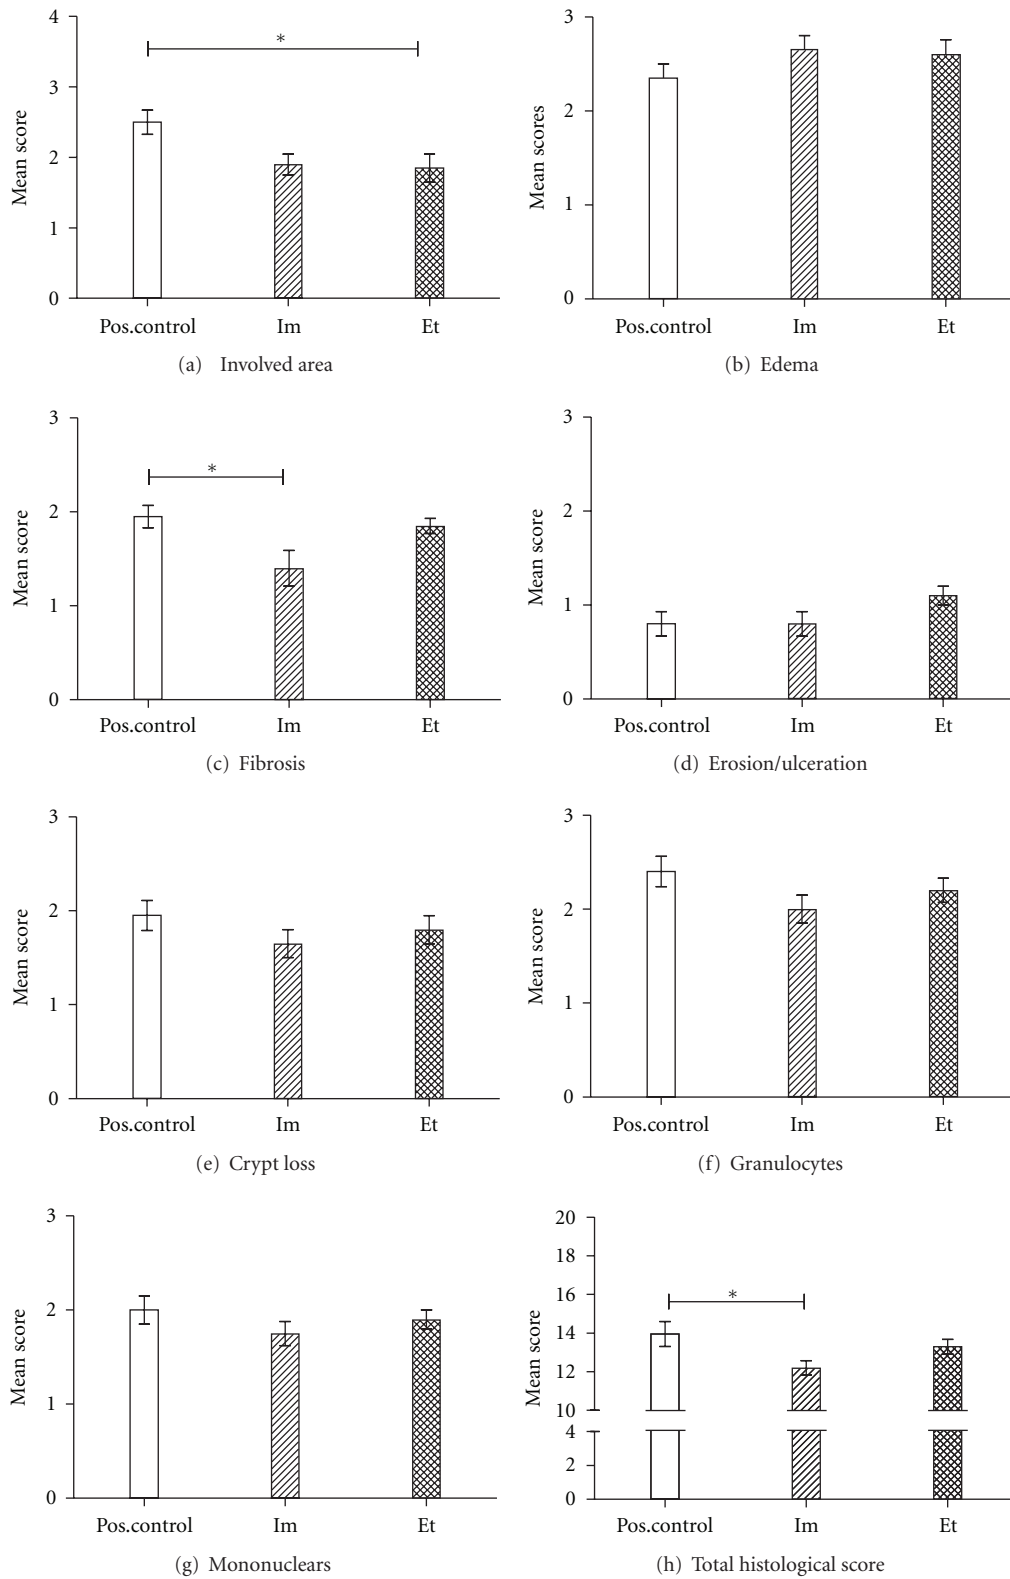 4
3
2
1
0
Mean score
*
Pos.control Im Et
(a) Involved area
3
2
1
0
Mean scores
Pos.control Im Et
(b) Edema
3
2
1
0
Mean score
*
Pos.control Im Et
(c) Fibrosis
3
2
1
0
Mean score
Pos.control Im Et
(d) Erosion/ulceration
3
2
1
0
Mean score
Pos.control Im Et
(e) Crypt loss
3
2
1
0
Mean score
Pos.control Im Et
(f) Granulocytes
3
2
1
0
Mean score
Pos.control Im Et
(g) Mononuclears
20
18
16
14
12
10
4
2
0
Mean score
*
Pos.control Im Et
(h) Total histological score